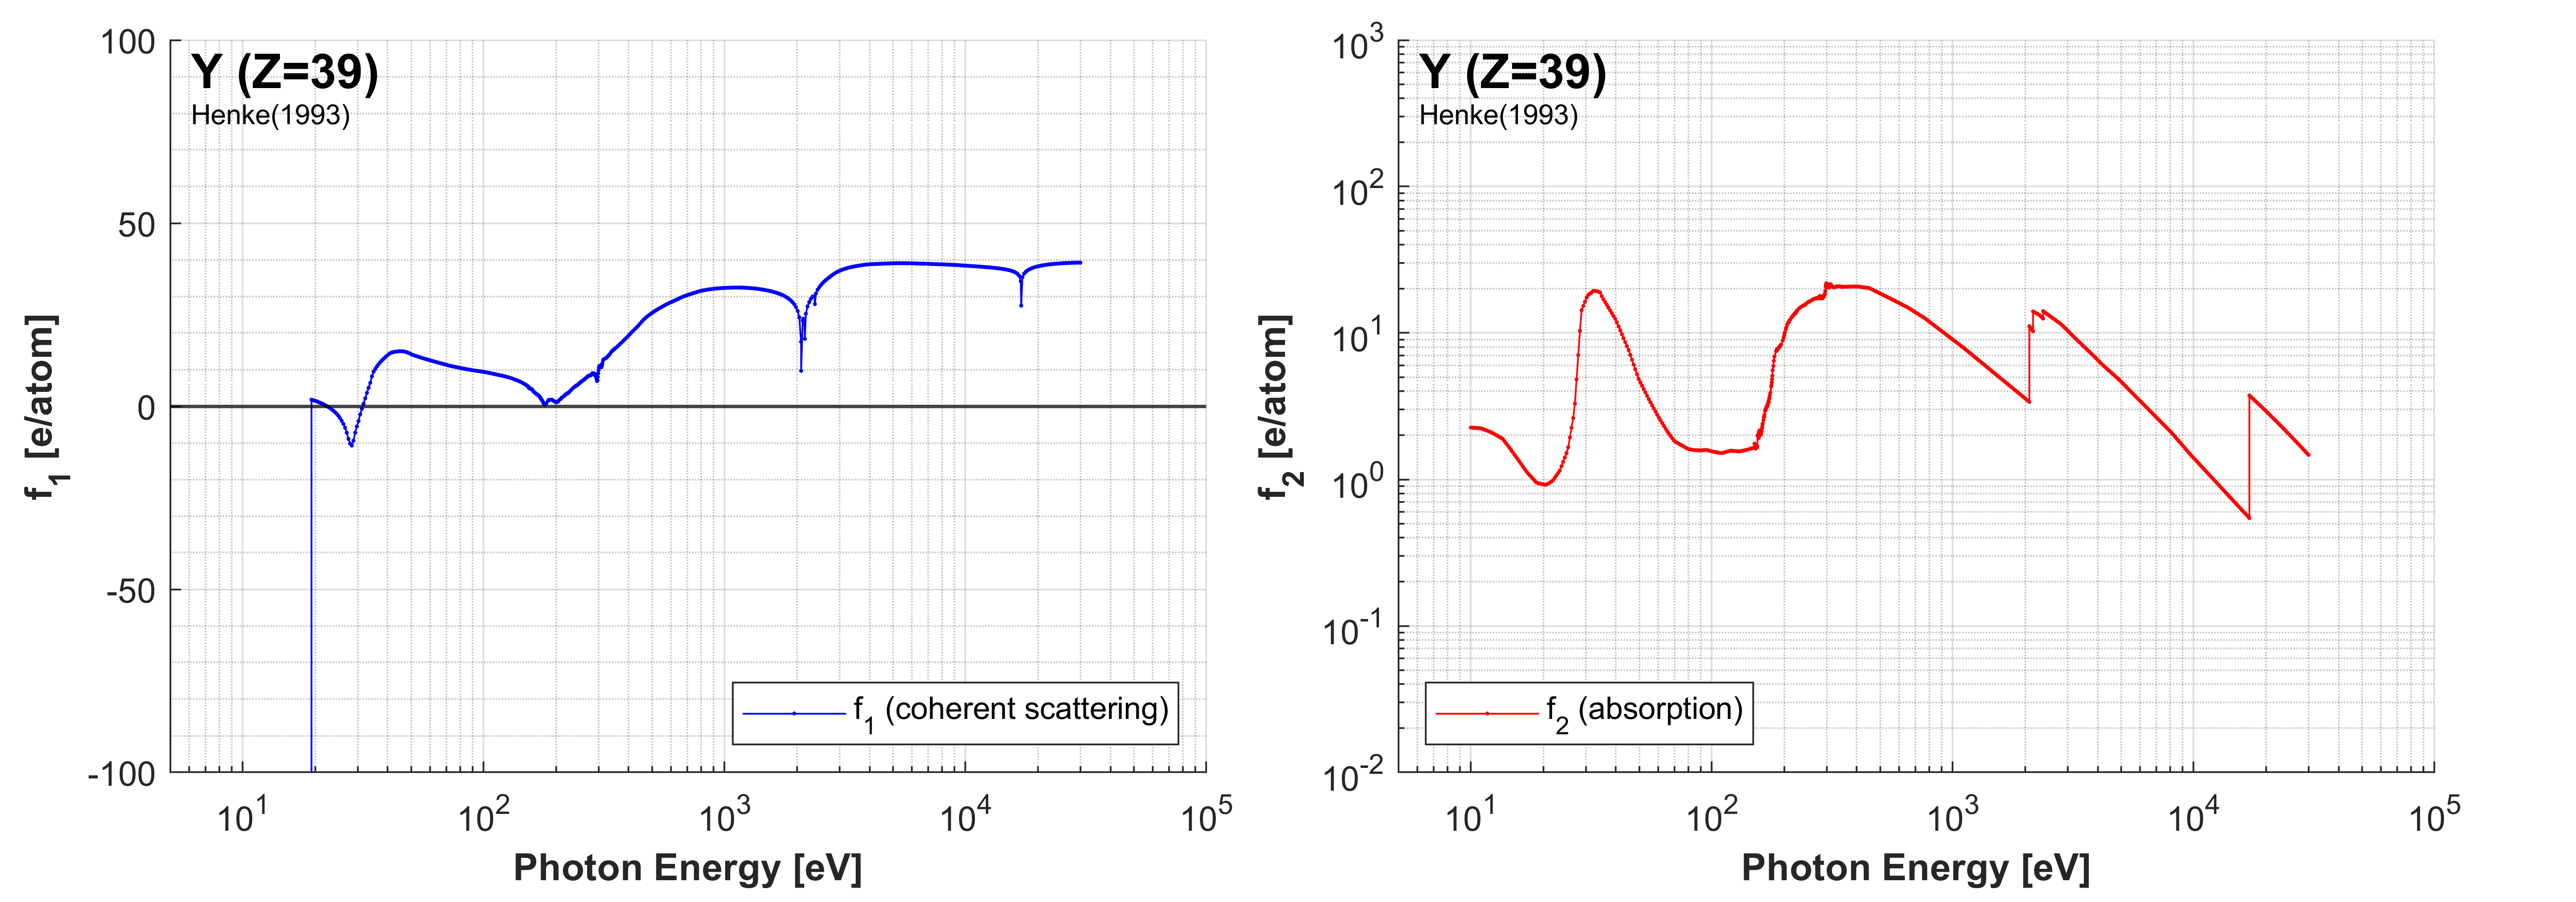 Y (Z=39)
Henke(1993)
100
50
0
-50
-100
f1 [e/atom]
f1 (coherent scattering)
10^1
10^2
10^3
10^4
10^5
Photon Energy [eV]
Y (Z=39)
Henke(1993)
10^3
10^2
10^1
10^0
10^-1
10^-2
f2 [e/atom]
f2 (absorption)
10^1
10^2
10^3
10^4
10^5
Photon Energy [eV]